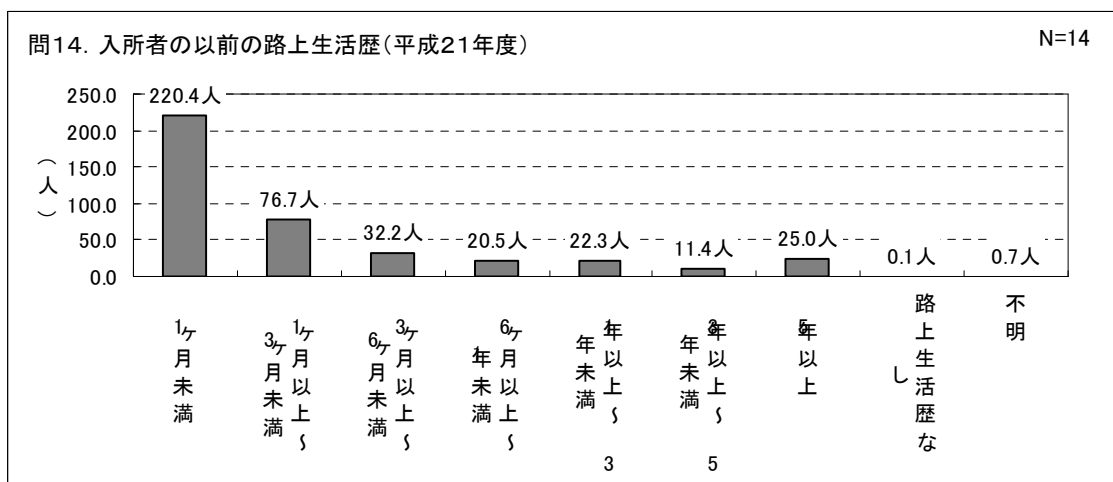 問14. 入所者の以前の路上生活歴（平成21年度）
N=14
（人）
250.0
200.0
150.0
100.0
50.0
0.0
220.4人
76.7人
32.2人
20.5人
22.3人
11.4人
25.0人
0.1人
0.7人
1ヶ月未満
1ヶ月以上～
3ヶ月未満
3ヶ月以上～
6ヶ月未満
6ヶ月以上～
1年未満
1年以上～ 3
年未満
3年以上～ 5
年未満
5年以上
路上生活歴な
し
不明